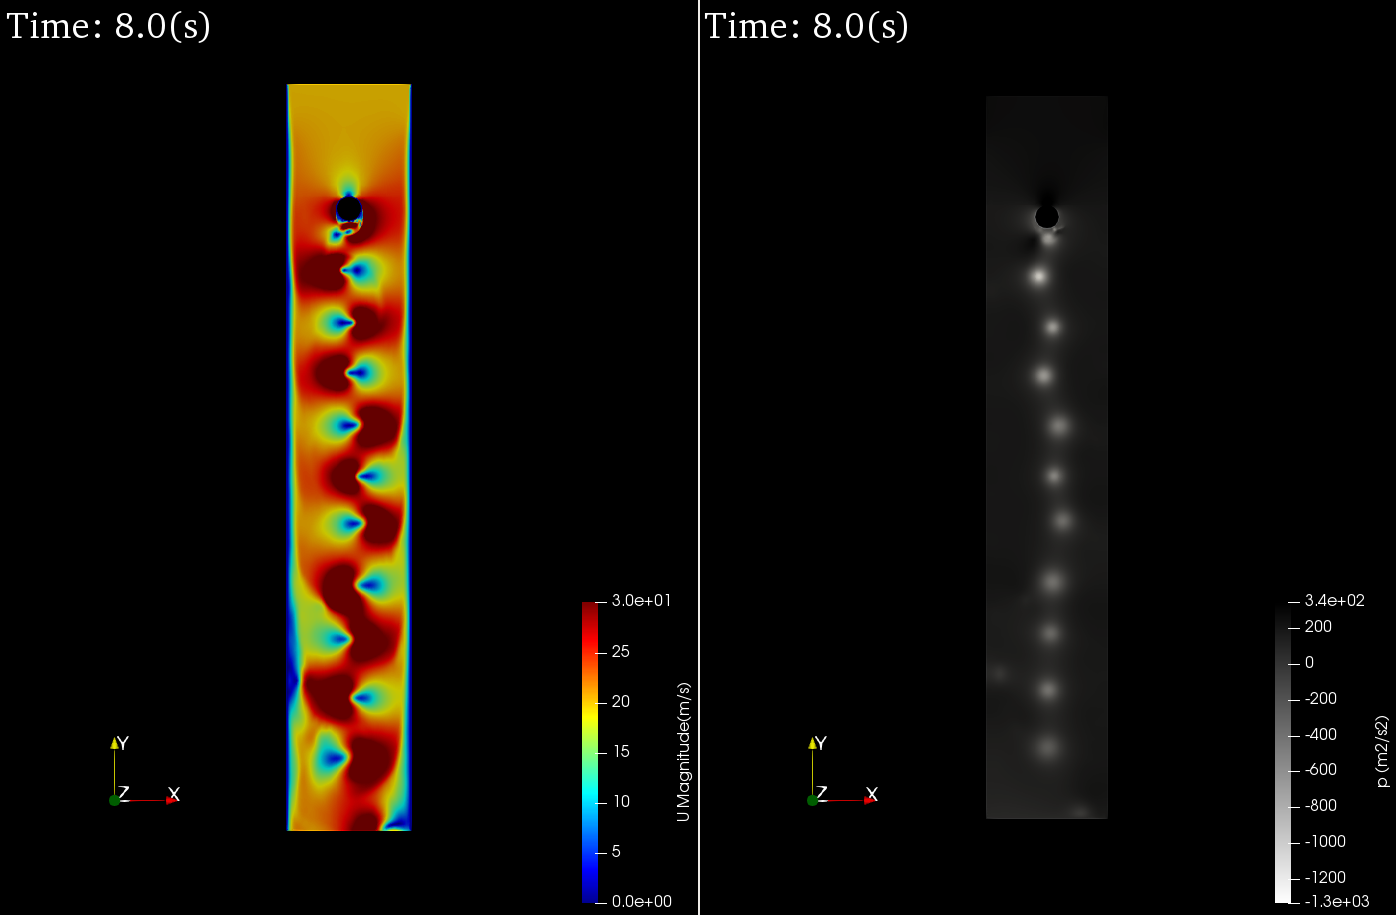 Time: 8.0(s)
3.0e+01
25
20
15
10
5
0.0e+00
U Magnitude(m/s)
Y
Z
X
Time: 8.0(s)
3.4e+02
200
0
-200
-400
-600
-800
-1000
-1200
-1.3e+03
p (m2/s2)
Y
Z
X